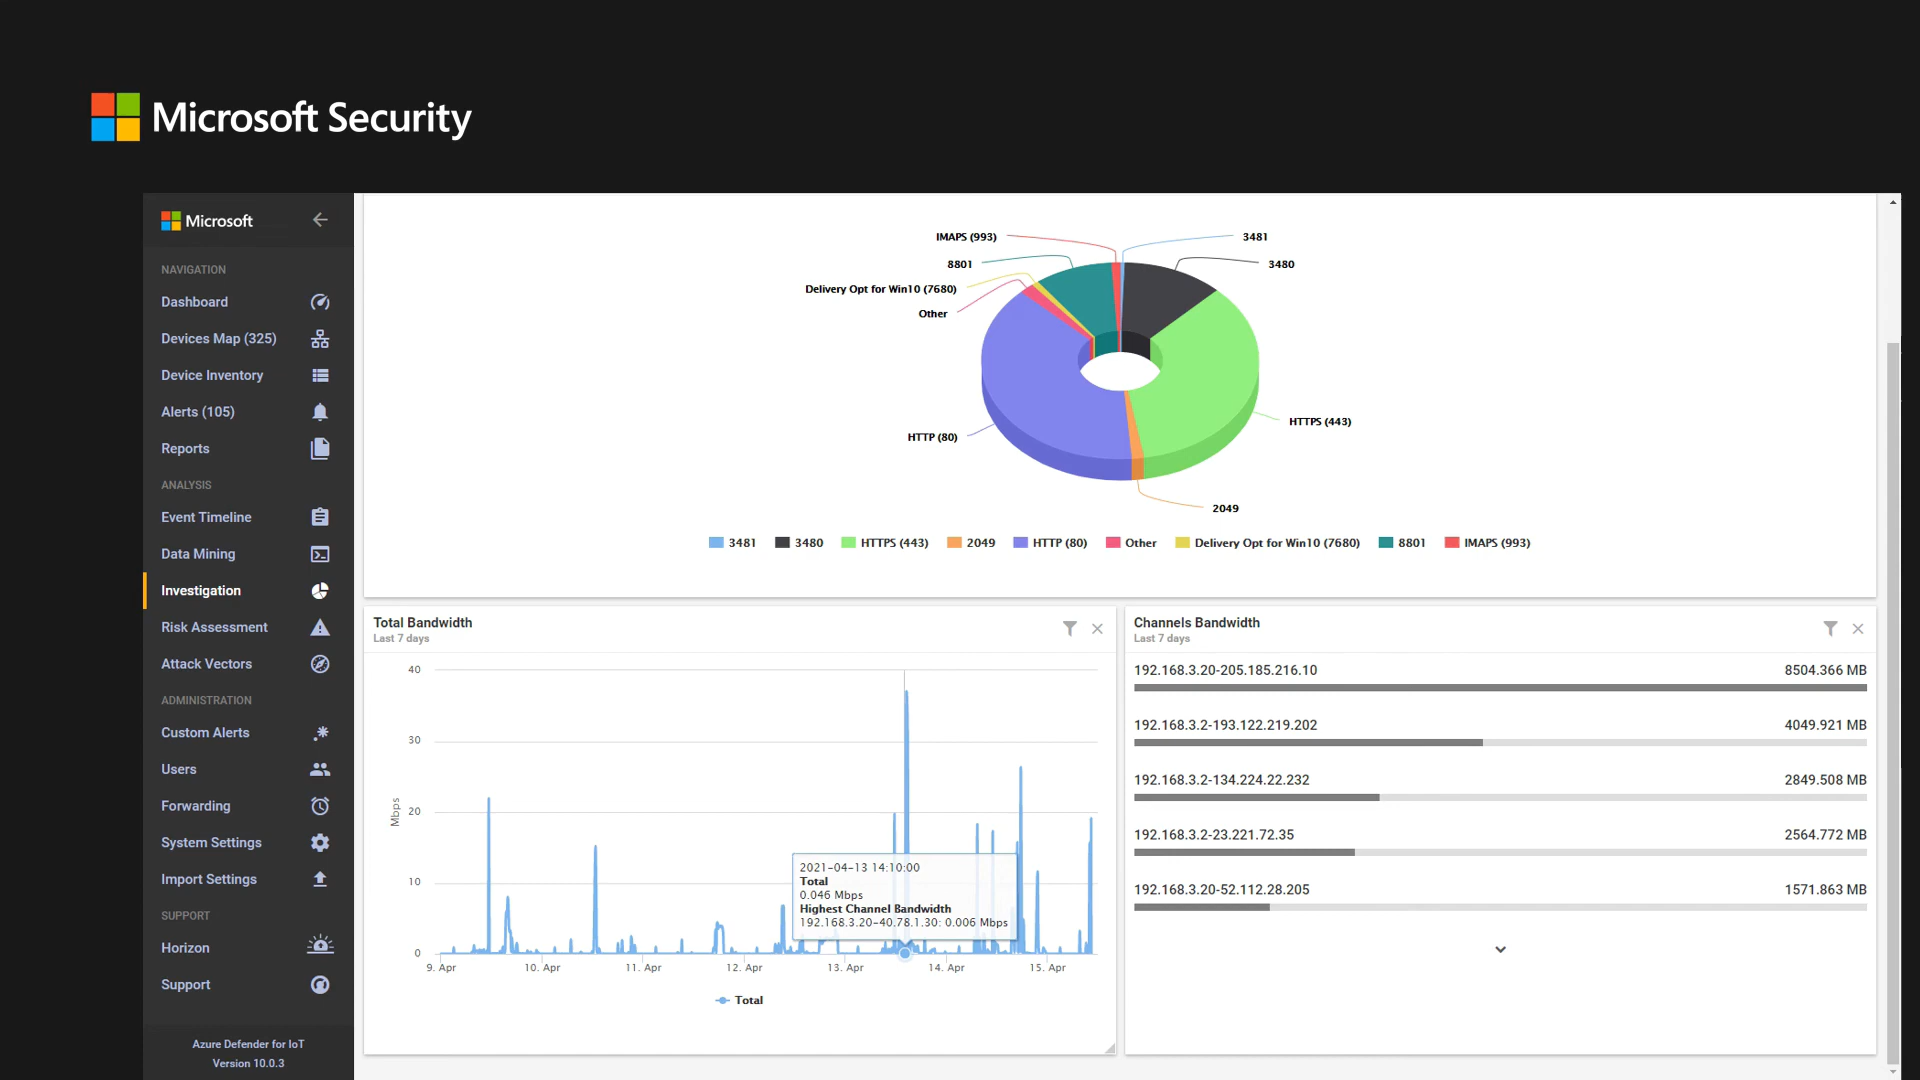 Microsoft Security
Microsoft
NAVIGATION
Dashboard
Devices Map (325)
Device Inventory
Alerts (105)
Reports
ANALYSIS
Event Timeline
Data Mining
Investigation
Risk Assessment
Attack Vectors
ADMINISTRATION
Custom Alerts
Users
Forwarding
System Settings
Import Settings
SUPPORT
Horizon
Support
Azure Defender for IoT
Version 10.0.3
IMAPS (993)
3481
8801
3480
Delivery Opt for Win10 (7680)
Other
HTTPS (443)
HTTP (80)
2049
3481 3480 HTTPS (443) 2049 HTTP (80) Other Delivery Opt for Win10 (7680) 8801 IMAPS (993)
Total Bandwidth
Last 7 days
40
30
20
10
0
Mbps
2021-04-13 14:10:00
Total
0.046 Mbps
Highest Channel Bandwidth
192.168.3.20-40.78.1.30: 0.006 Mbps
9. Apr 10. Apr 11. Apr 12. Apr 13. Apr 14. Apr 15. Apr
Total
Channels Bandwidth
Last 7 days
192.168.3.20-205.185.216.10 8504.366 MB
192.168.3.2-193.122.219.202 4049.921 MB
192.168.3.2-134.224.22.232 2849.508 MB
192.168.3.2-23.221.72.35 2564.772 MB
192.168.3.20-52.112.28.205 1571.863 MB